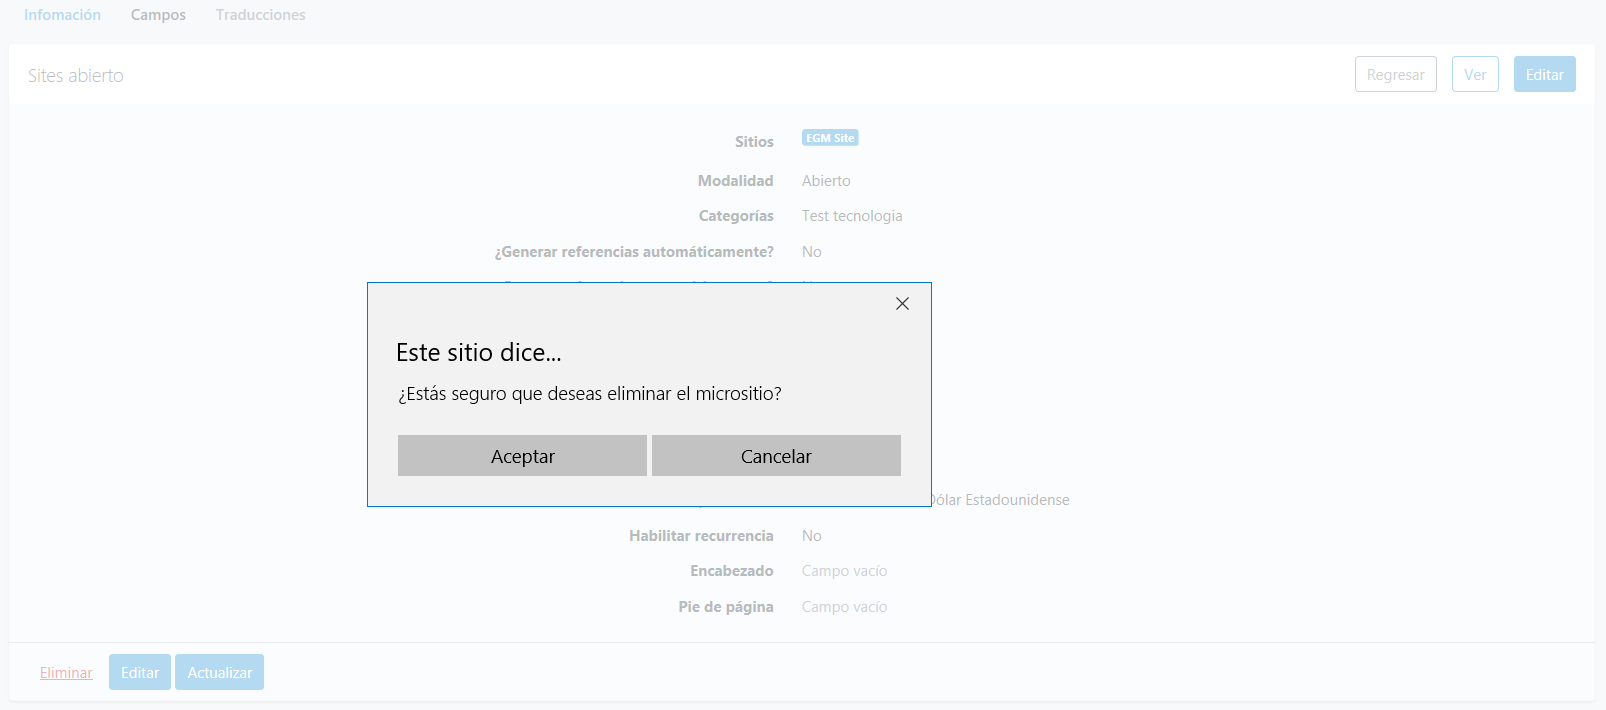 Infomación Campos Traducciones
Sites abierto Regresar Ver Editar
Sitios EGM Site
Modalidad Abierto
Categorías Test tecnologia
¿Generar referencias automáticamente? No
Este sitio dice...
¿Estás seguro que deseas eliminar el micrositio?
Aceptar Cancelar
Dólar Estadounidense
Habilitar recurrencia No
Encabezado Campo vacío
Pie de página Campo vacío
Eliminar Editar Actualizar